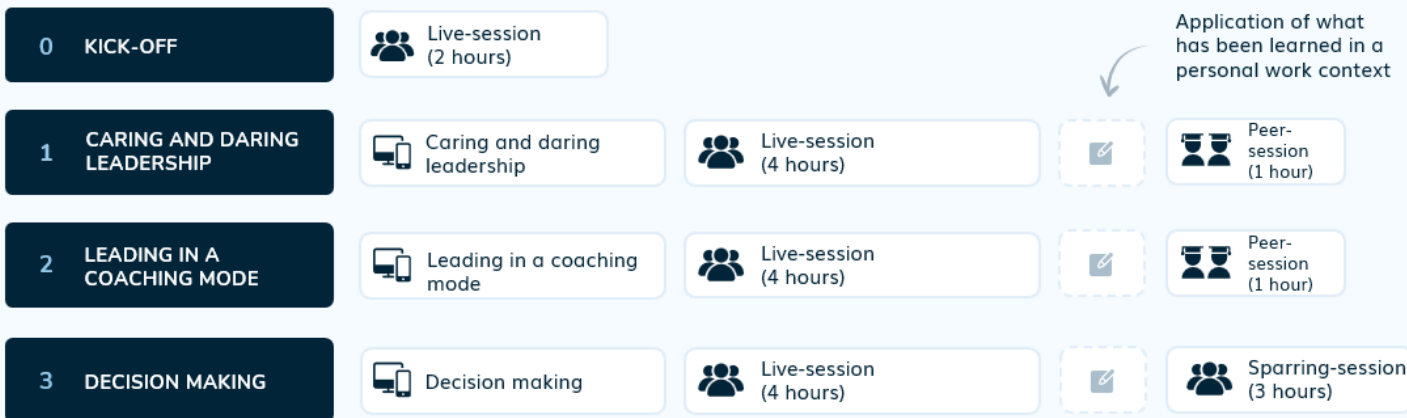 0 KICK-OFF
Live-session
(2 hours)
Application of what
has been learned in a
personal work context
1 CARING AND DARING
LEADERSHIP
Caring and daring
leadership
Live-session
(4 hours)
Peer-
session
(1 hour)
2 LEADING IN A
COACHING MODE
Leading in a coaching
mode
Live-session
(4 hours)
Peer-
session
(1 hour)
3 DECISION MAKING
Decision making
Live-session
(4 hours)
Sparring-session
(3 hours)